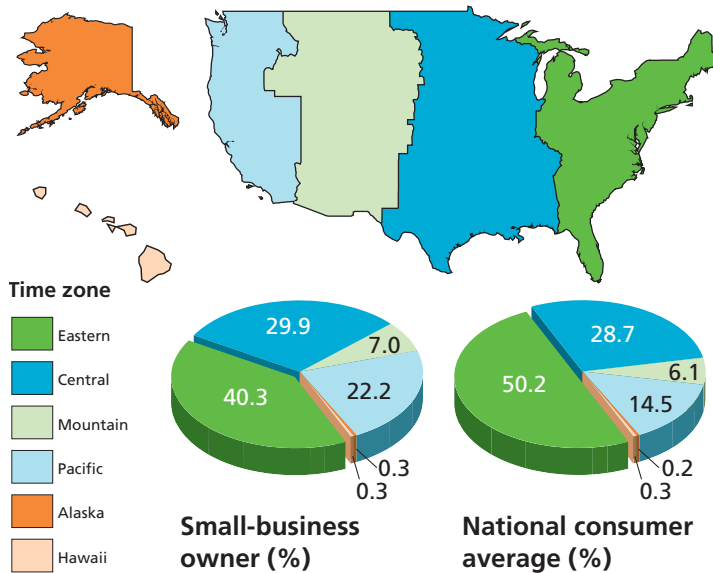 Time zone
Eastern
Central
Mountain
Pacific
Alaska
Hawaii
29.9
7.0
22.2
40.3
0.3
0.3
Small-business
owner (%)
28.7
6.1
14.5
50.2
0.2
0.3
National consumer
average (%)